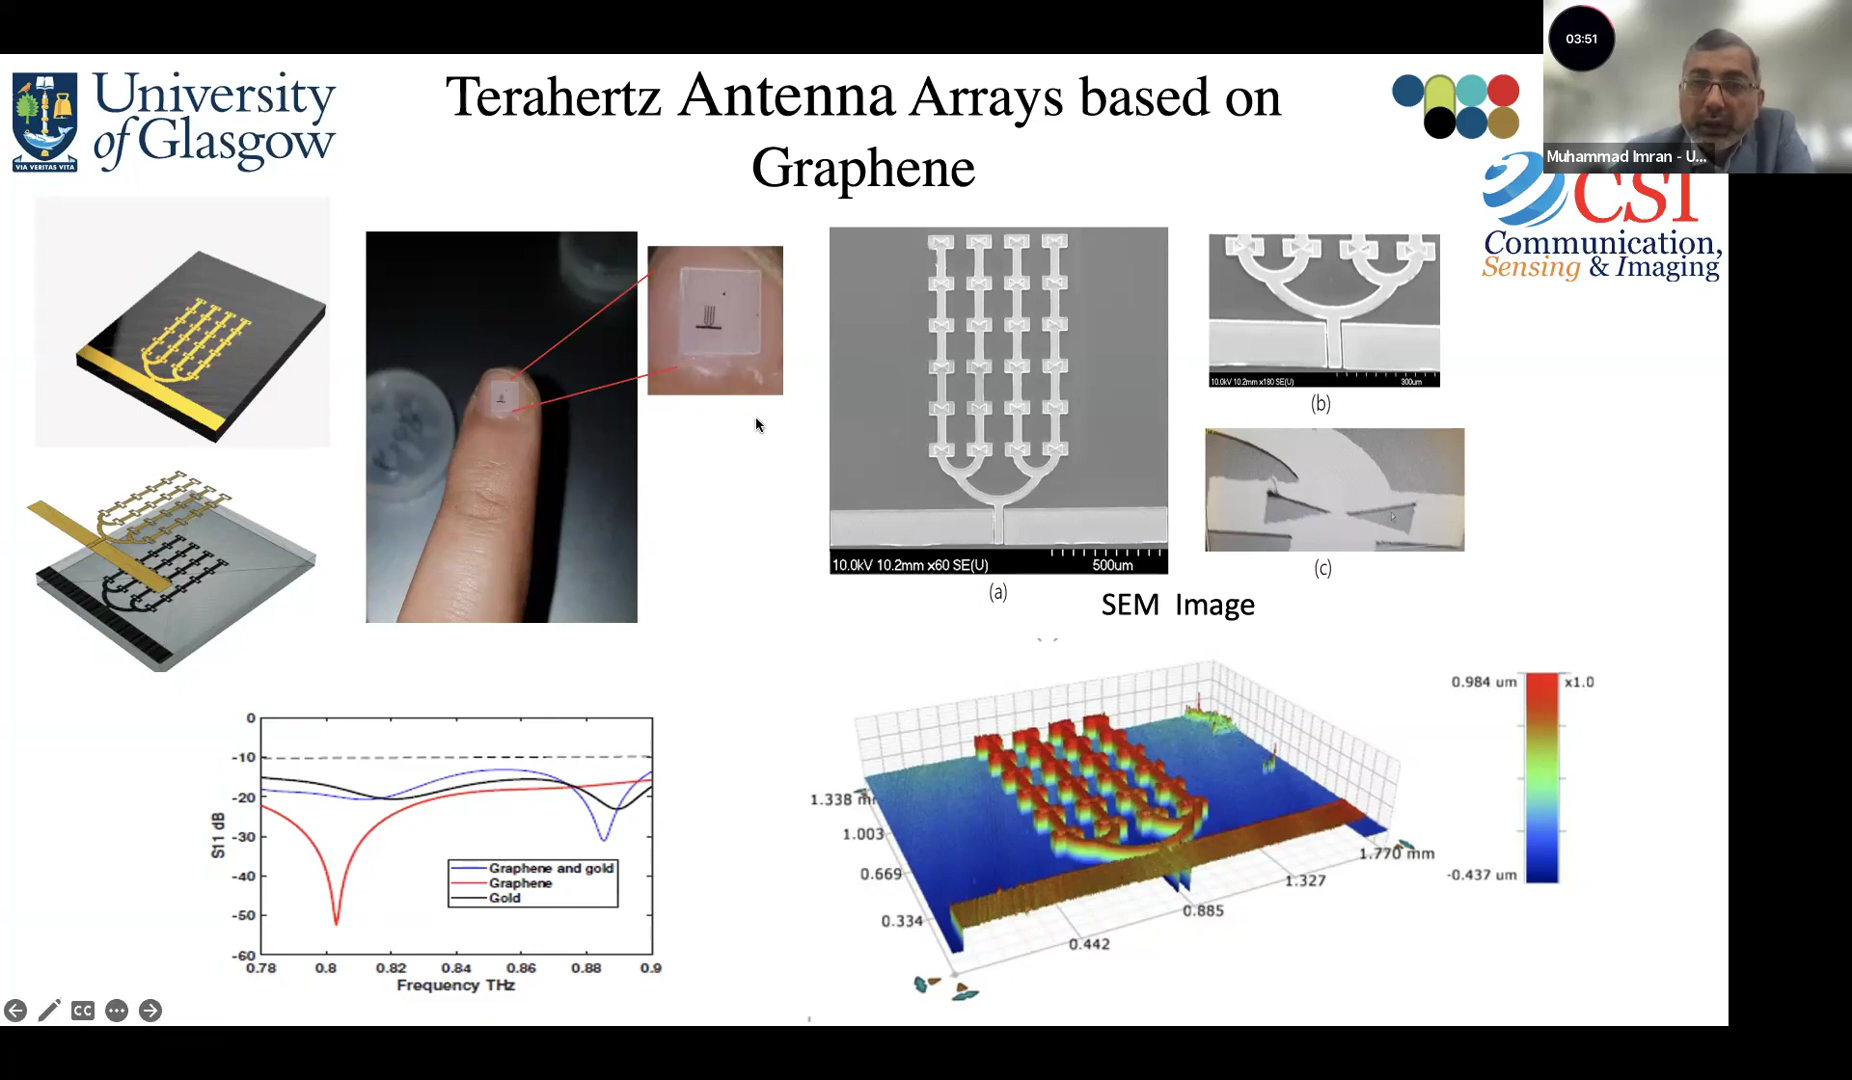 University
of Glasgow
VIA VERITAS VITA
Terahertz Antenna Arrays based on
Graphene
03:51
Muhammad Imran - U...
CSI
Communication,
Sensing & Imaging
10.0kV 10.2mm x60 SE(U) 500um
(a)
10.0kV 10.2mm x180 SE(U) 300um
(b)
(c)
SEM Image
0
-10
-20
-30
-40
-50
-60
S11 dB
Graphene and gold
Graphene
Gold
0.78 0.8 0.82 0.84 0.86 0.88 0.9
Frequency THz
1.338 mm
1.003
0.669
0.334
0.442
0.885
1.327
1.770 mm
0.984 um x1.0
-0.437 um
CC